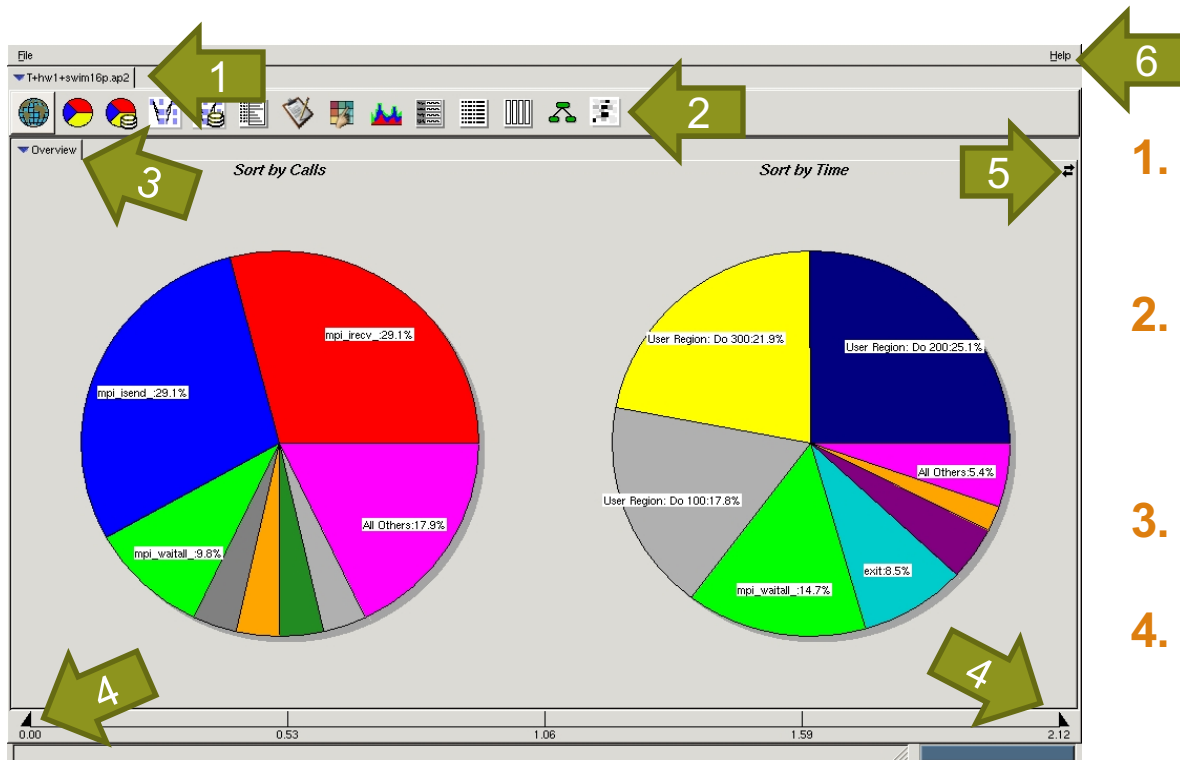 File
Help
6
T+hw1+swim16p.ap2
1
2
Overview
3
Sort by Calls
Sort by Time
5
1.
mpi_irecv_:29.1%
mpi_isend_:29.1%
mpi_waitall_:9.8%
All Others:17.9%
User Region: Do 300:21.9%
User Region: Do 200:25.1%
User Region: Do 100:17.8%
All Others:5.4%
mpi_waitall_:14.7%
exit:8.5%
2.
3.
4.
4
4
0.00
0.53
1.06
1.59
2.12